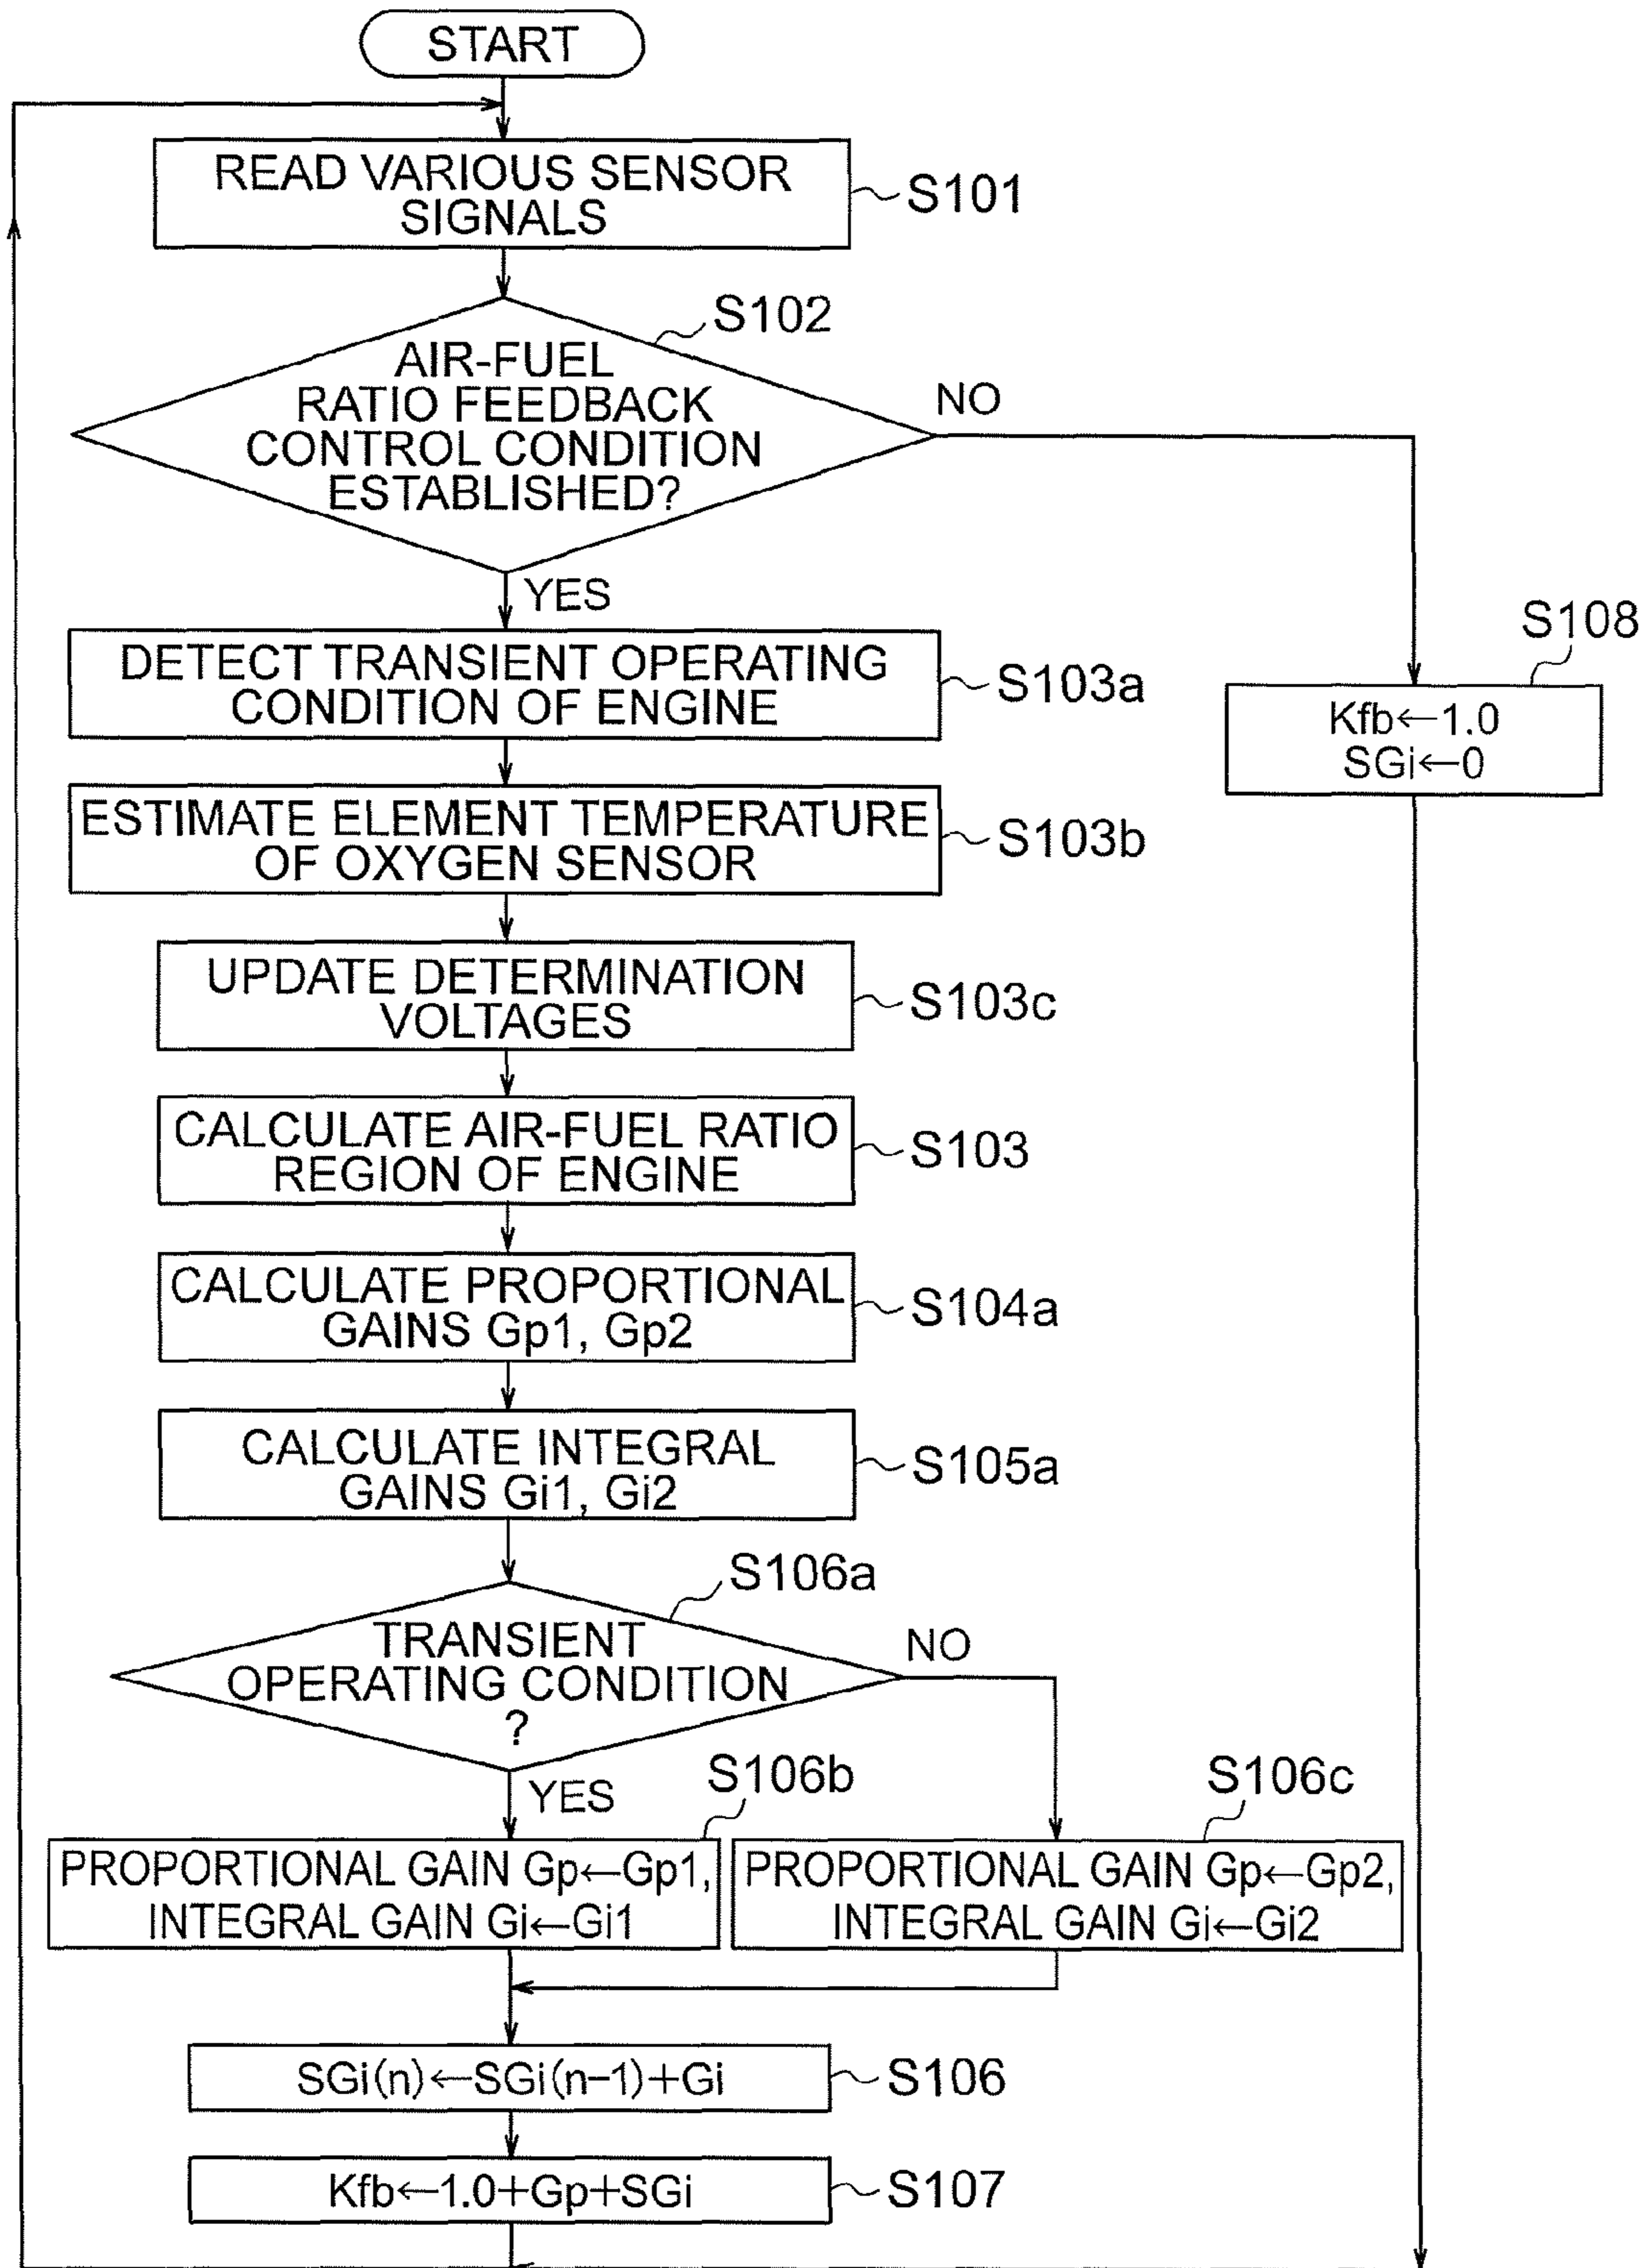 START
READ VARIOUS SENSOR
SIGNALS
S101
S102
AIR-FUEL
RATIO FEEDBACK
CONTROL CONDITION
ESTABLISHED?
NO
YES
S108
Kfb←1.0
SGi←0
DETECT TRANSIENT OPERATING
CONDITION OF ENGINE
S103a
ESTIMATE ELEMENT TEMPERATURE
OF OXYGEN SENSOR
S103b
UPDATE DETERMINATION
VOLTAGES
S103c
CALCULATE AIR-FUEL RATIO
REGION OF ENGINE
S103
CALCULATE PROPORTIONAL
GAINS Gp1, Gp2
S104a
CALCULATE INTEGRAL
GAINS Gi1, Gi2
S105a
S106a
TRANSIENT
OPERATING CONDITION
?
NO
YES
S106b
PROPORTIONAL GAIN Gp←Gp1,
INTEGRAL GAIN Gi←Gi1
S106c
PROPORTIONAL GAIN Gp←Gp2,
INTEGRAL GAIN Gi←Gi2
SGi(n)←SGi(n-1)+Gi
S106
Kfb←1.0+Gp+SGi
S107